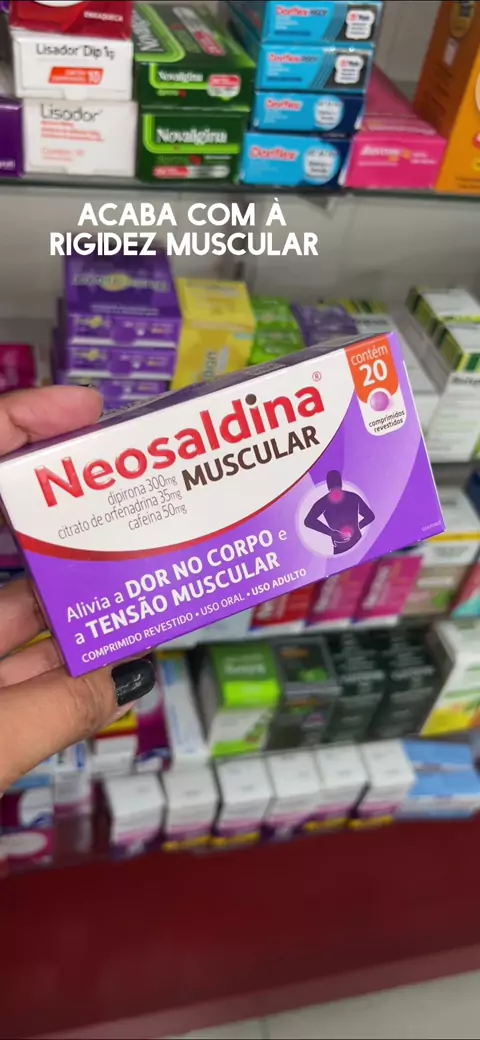 Lisador Dip 1g
Lisador
Novalgina
Novalgina
Dorflex
Dorflex
Dorflex
Dorflex
ACABA COM À
RIGIDEZ MUSCULAR
contém
20
comprimidos
revestidos
Neosaldina®
MUSCULAR
dipirona 300mg
citrato de orfenadrina 35mg
cafeína 50mg
Alivia a DOR NO CORPO e
a TENSÃO MUSCULAR
COMPRIMIDO REVESTIDO • USO ORAL • USO ADULTO